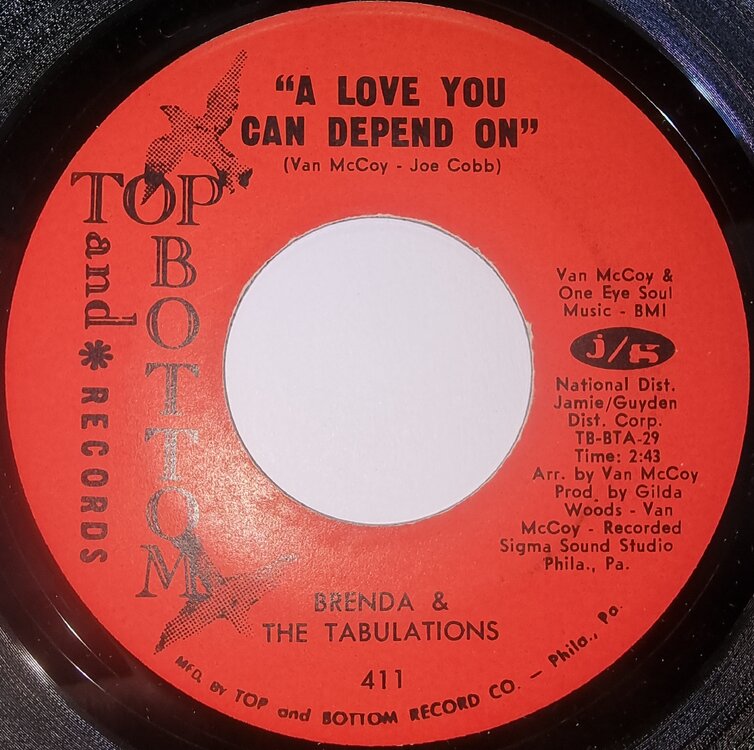 “A LOVE YOU
CAN DEPEND ON”
(Van McCoy - Joe Cobb)
TOP
and
BOTTOM
* RECORDS
Van McCoy &
One Eye Soul
Music - BMI
j/g
National Dist.
Jamie/Guyden
Dist. Corp.
TB-BTA-29
Time: 2:43
Arr. by Van McCoy
Prod. by Gilda
Woods - Van
McCoy - Recorded
Sigma Sound Studio
Phila., Pa.
BRENDA &
THE TABULATIONS
411
MFD. BY TOP and BOTTOM RECORD CO. – Phila., Pa.